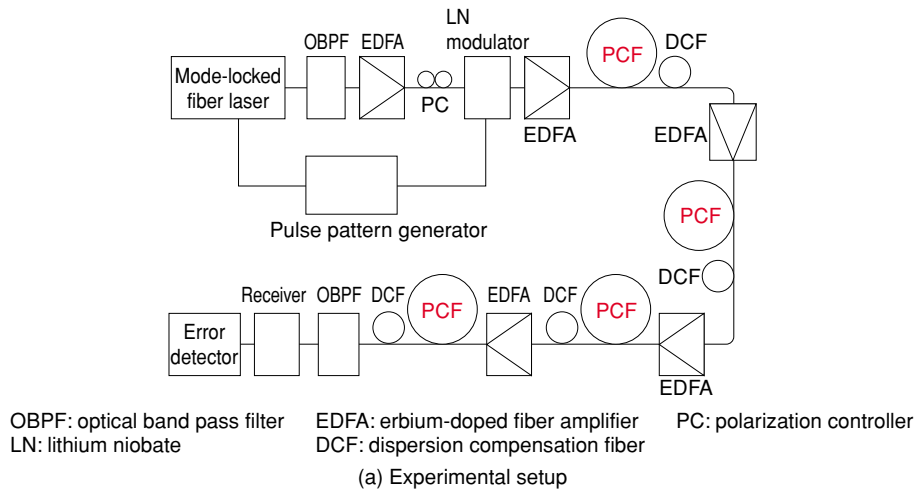 LN
modulator
OBPF EDFA
Mode-locked
fiber laser
PC
EDFA
PCF
DCF
EDFA
Pulse pattern generator
PCF
DCF
EDFA
PCF
DCF
EDFA
PCF
DCF
OBPF
Receiver
Error
detector
OBPF: optical band pass filter EDFA: erbium-doped fiber amplifier PC: polarization controller
LN: lithium niobate DCF: dispersion compensation fiber
(a) Experimental setup